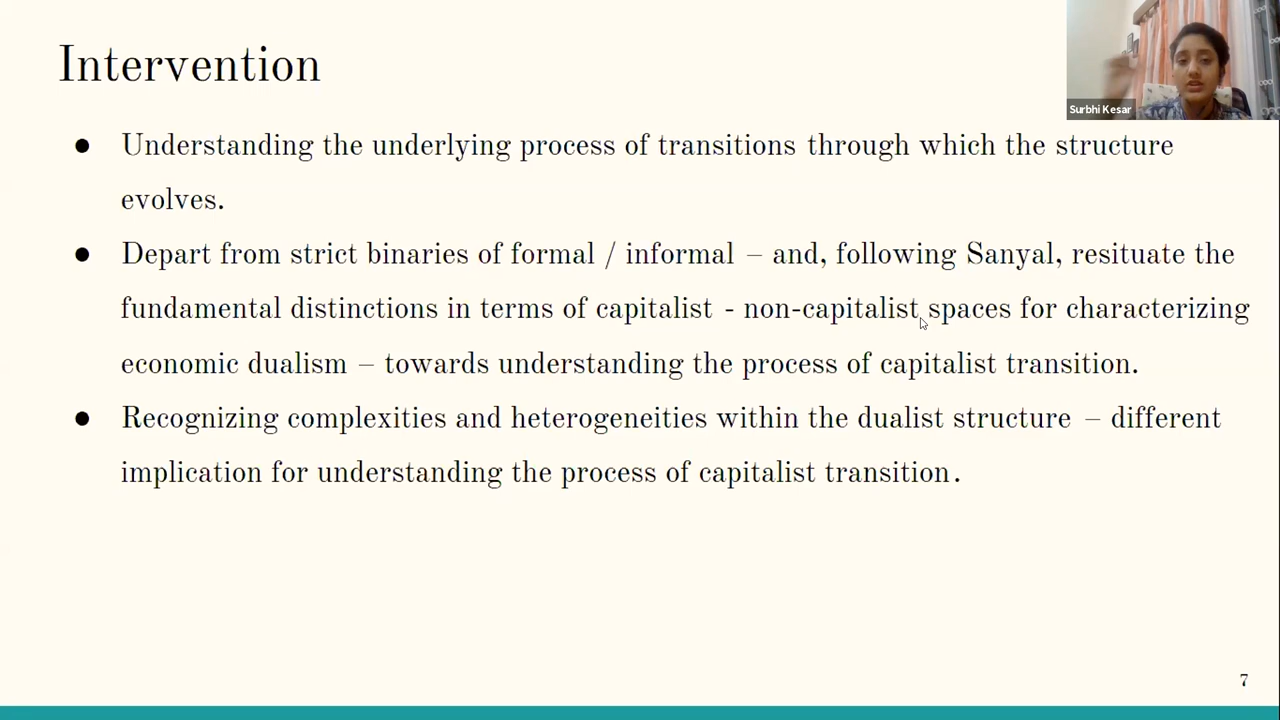 Intervention
Surbhi Kesar
● Understanding the underlying process of transitions through which the structure
evolves.
● Depart from strict binaries of formal / informal – and, following Sanyal, resituate the
fundamental distinctions in terms of capitalist - non-capitalist spaces for characterizing
economic dualism – towards understanding the process of capitalist transition.
● Recognizing complexities and heterogeneities within the dualist structure – different
implication for understanding the process of capitalist transition.
7